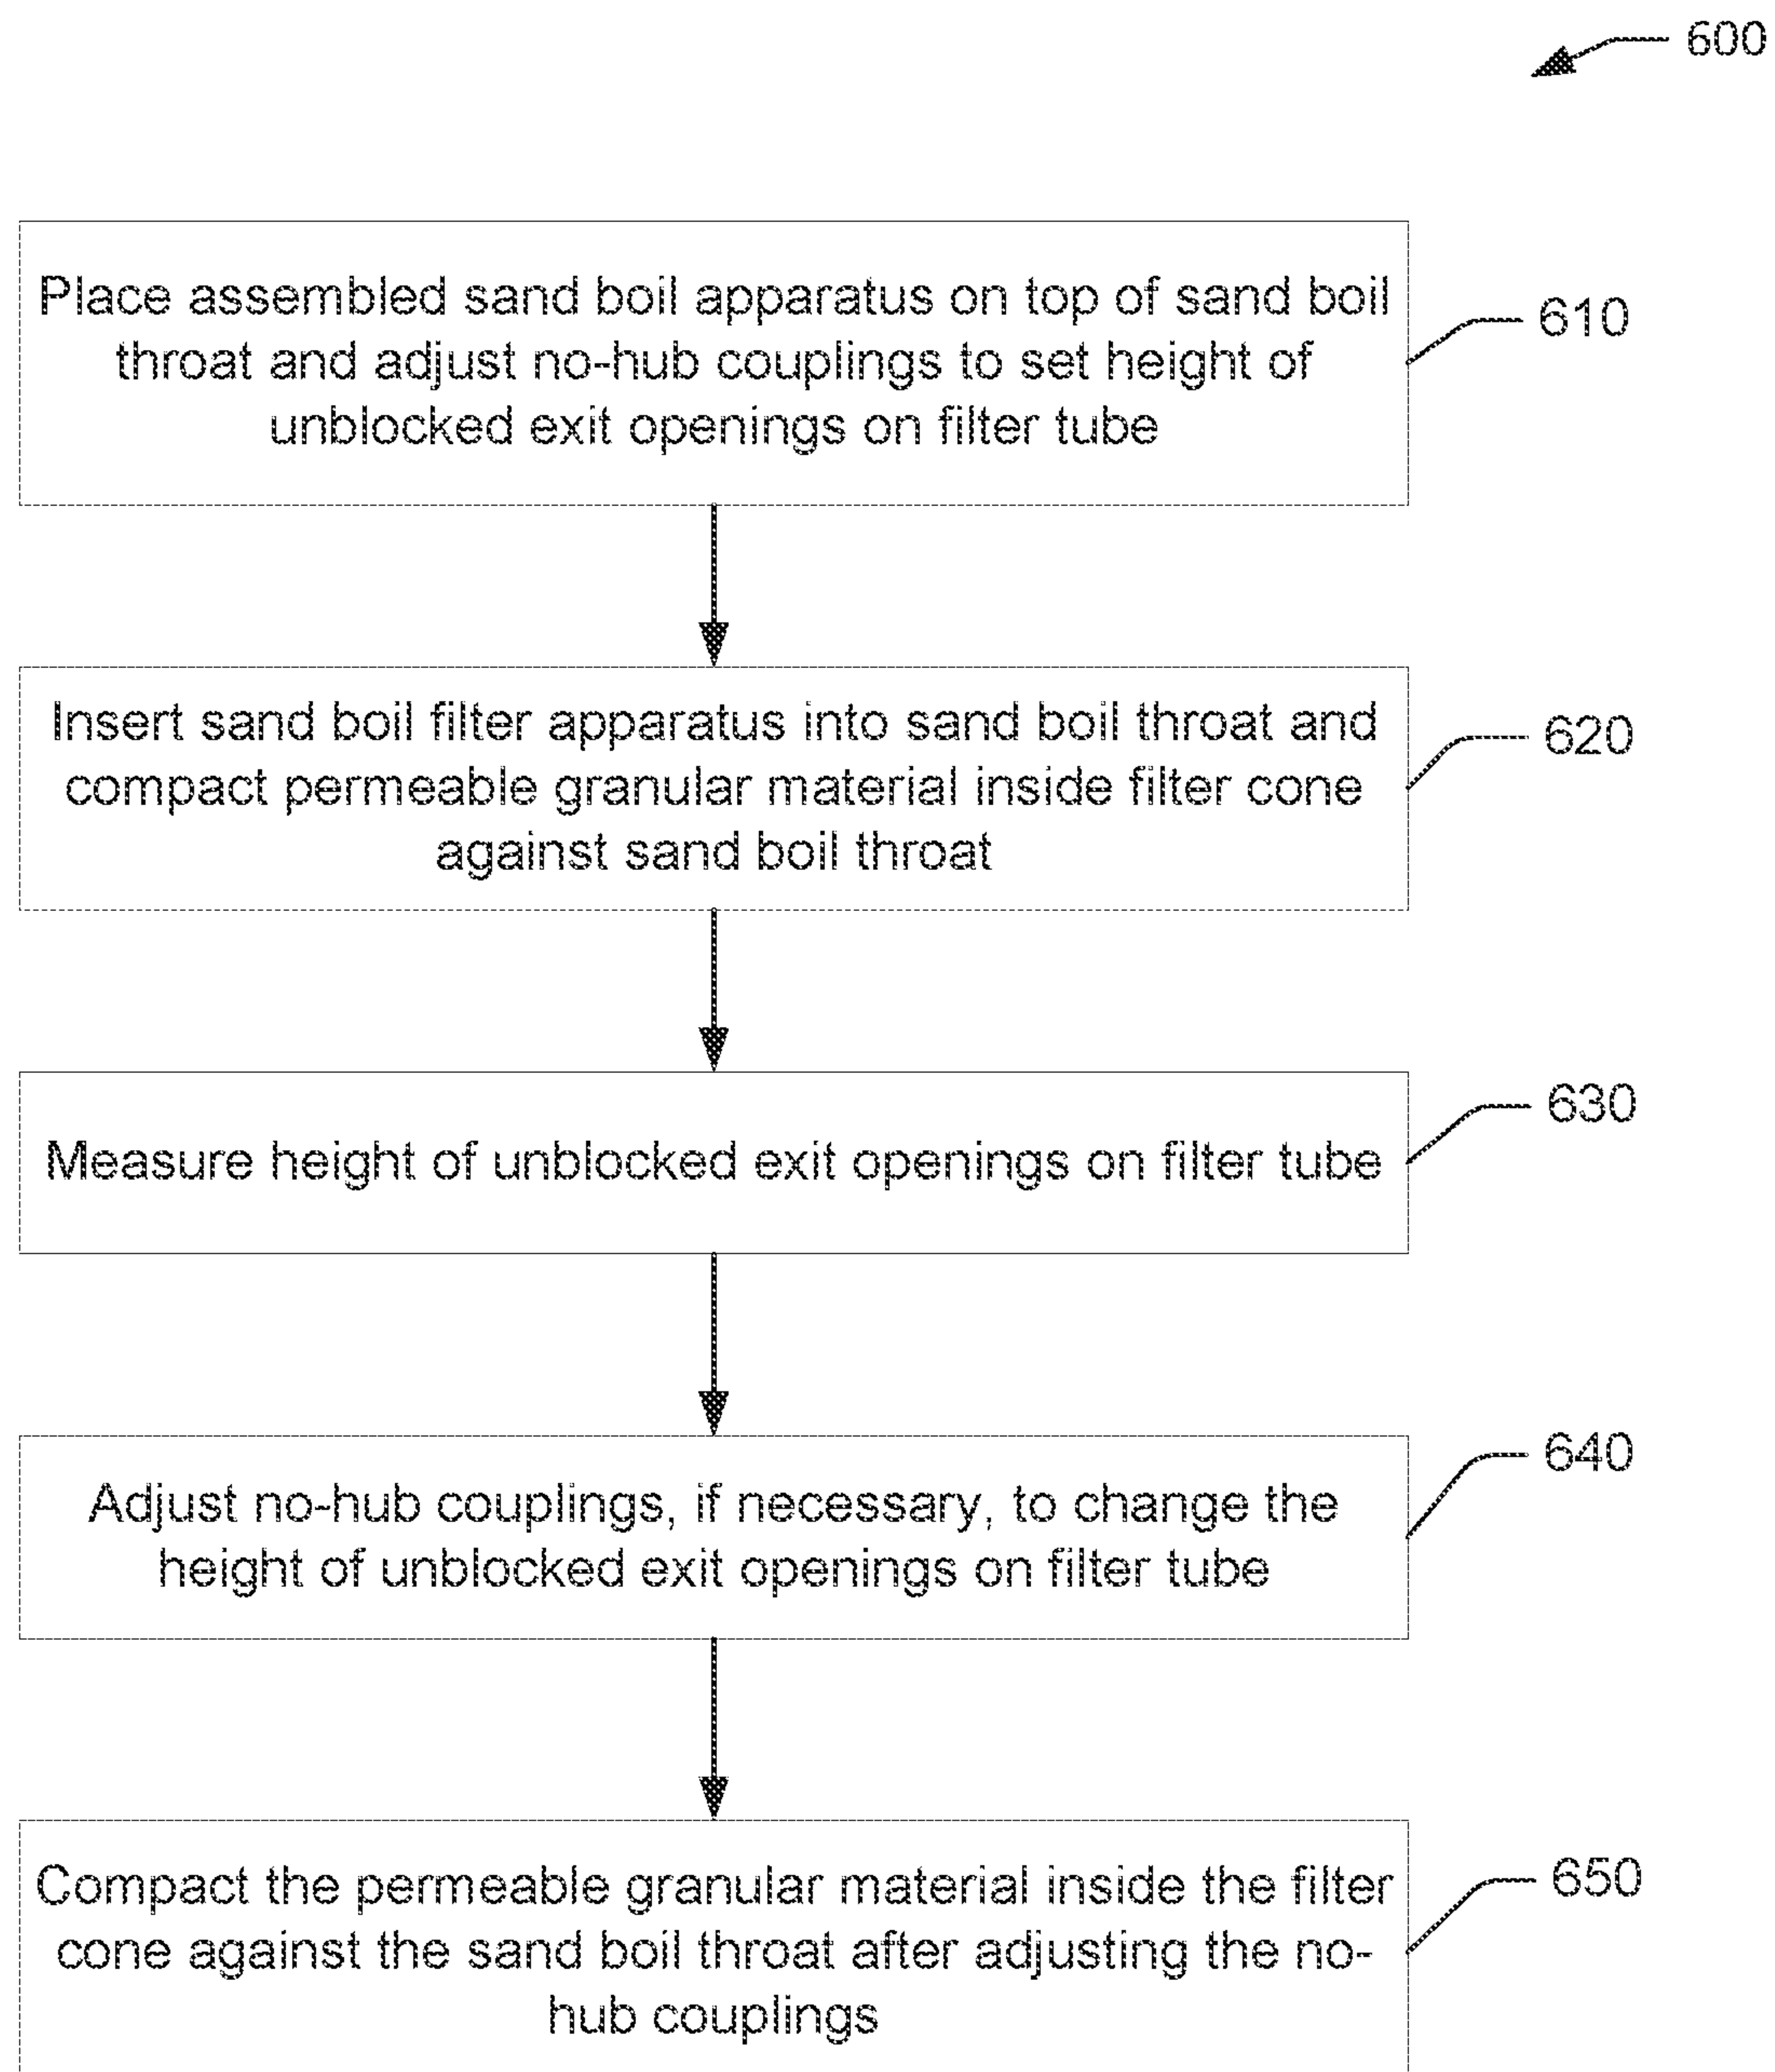 600
Place assembled sand boil apparatus on top of sand boil
throat and adjust no-hub couplings to set height of
unblocked exit openings on filter tube
610
Insert sand boil filter apparatus into sand boil throat and
compact permeable granular material inside filter cone
against sand boil throat
620
Measure height of unblocked exit openings on filter tube
630
Adjust no-hub couplings, if necessary, to change the
height of unblocked exit openings on filter tube
640
Compact the permeable granular material inside the filter
cone against the sand boil throat after adjusting the no-
hub couplings
650